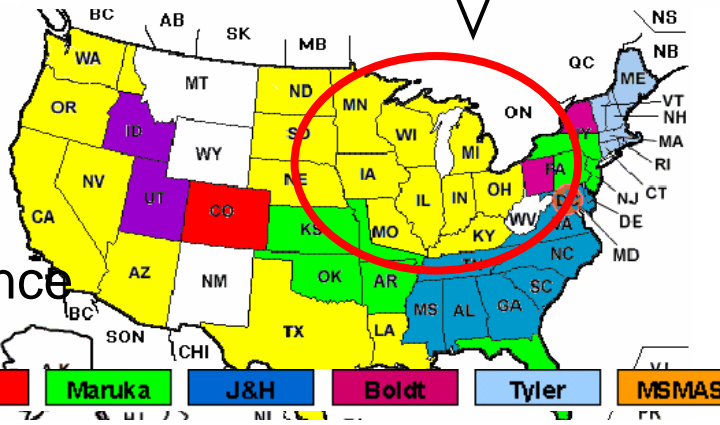 BC
AB
SK
MB
QC
NS
NB
ON
WA
MT
ND
MN
ME
VT
NH
MA
RI
CT
NJ
DE
MD
OR
ID
WY
SD
WI
MI
PA
NV
UT
CO
NE
IA
IL
IN
OH
WV
CA
KS
MO
KY
NC
AZ
NM
OK
AR
SC
MS
AL
GA
TX
LA
nce
BC
SON
CHI
Maruka
J&H
Boldt
Tyler
MSMAS